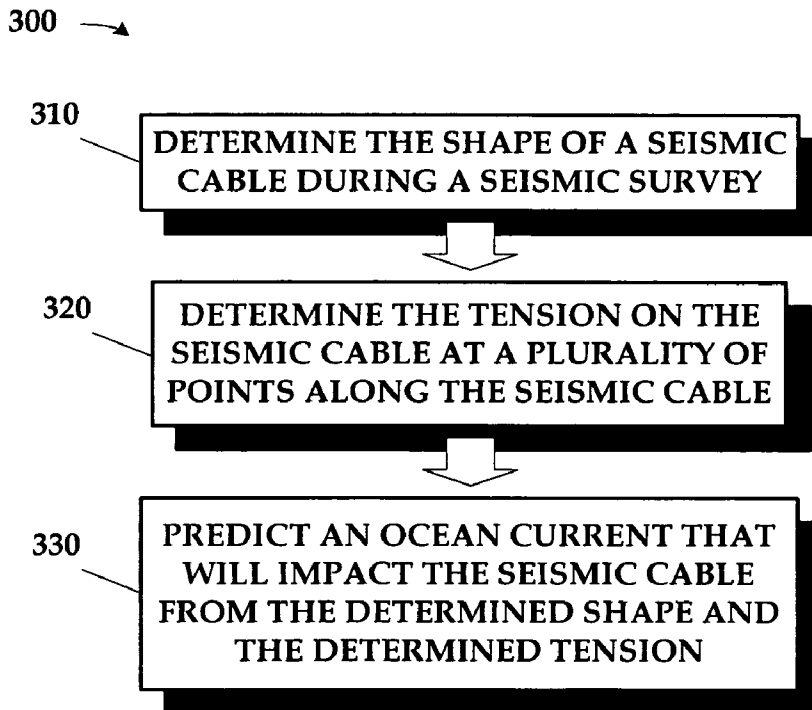 300
310
DETERMINE THE SHAPE OF A SEISMIC
CABLE DURING A SEISMIC SURVEY
320
DETERMINE THE TENSION ON THE
SEISMIC CABLE AT A PLURALITY OF
POINTS ALONG THE SEISMIC CABLE
330
PREDICT AN OCEAN CURRENT THAT
WILL IMPACT THE SEISMIC CABLE
FROM THE DETERMINED SHAPE AND
THE DETERMINED TENSION